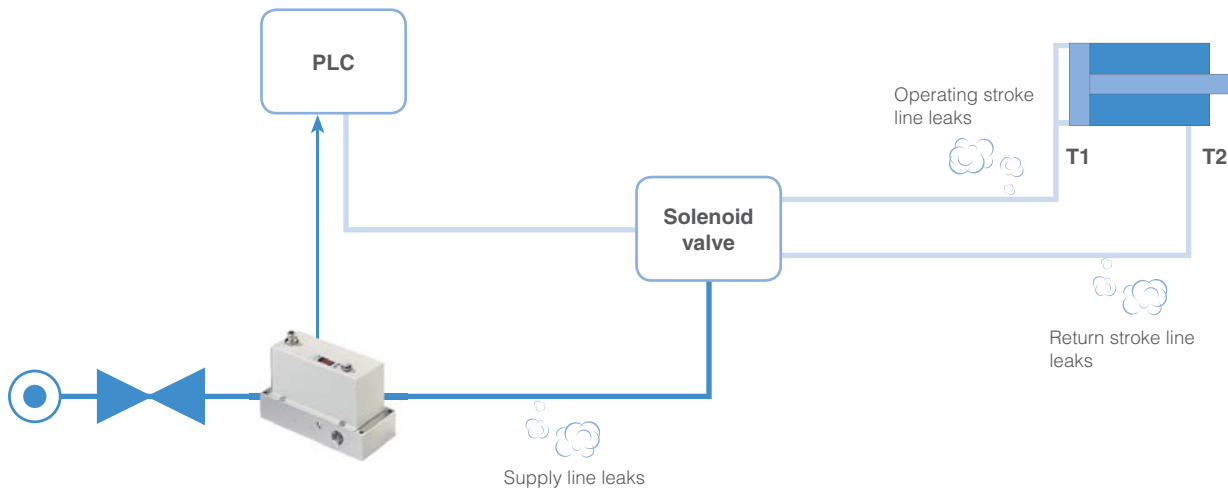 PLC
Operating stroke
line leaks
T1
T2
Solenoid
valve
Return stroke line
leaks
Supply line leaks